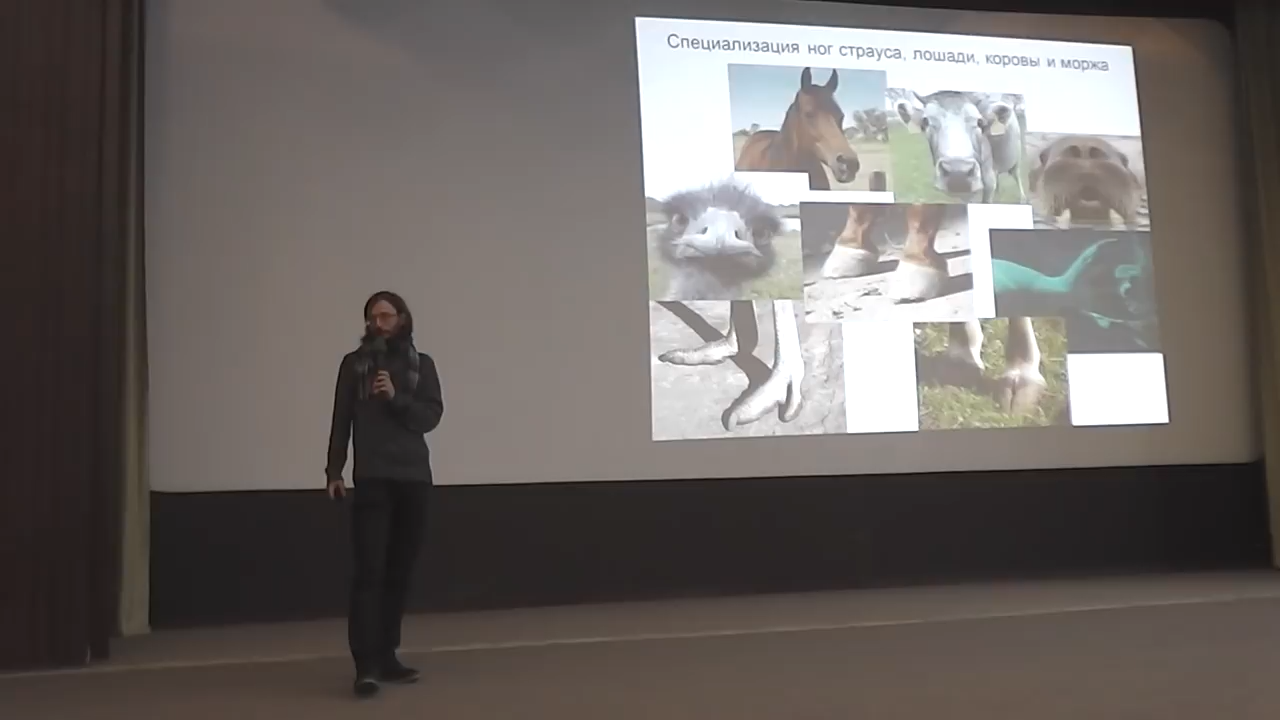 Специализация ног страуса, лошади, коровы и моржа